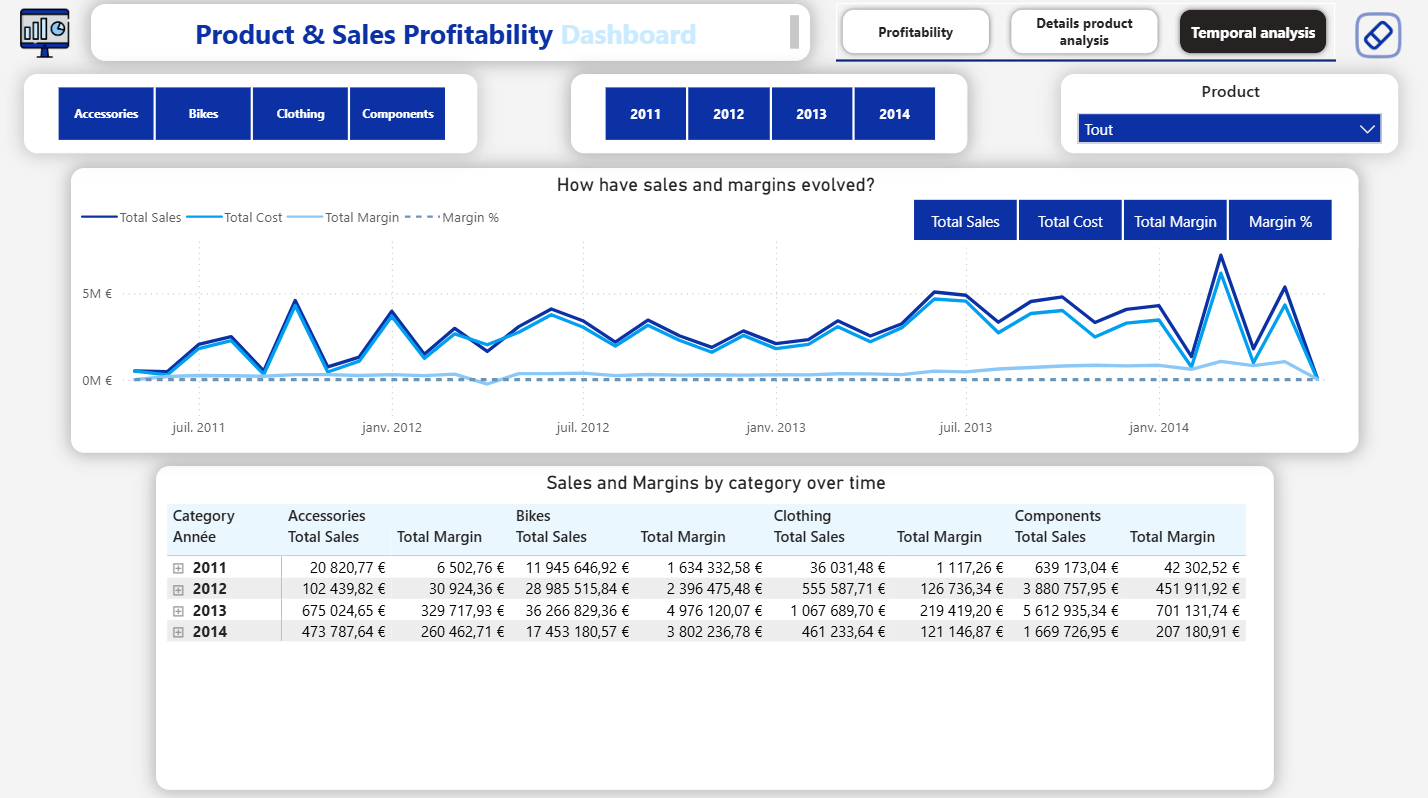 Product & Sales Profitability Dashboard
Profitability
Details product
analysis
Temporal analysis
Accessories Bikes Clothing Components
2011 2012 2013 2014
Product
Tout
How have sales and margins evolved?
Total Sales Total Cost Total Margin Margin %
Total Sales Total Cost Total Margin Margin %
5M €
0M €
juil. 2011 janv. 2012 juil. 2012 janv. 2013 juil. 2013 janv. 2014
Sales and Margins by category over time
Category Accessories Bikes Clothing Components
Année Total Sales Total Margin Total Sales Total Margin Total Sales Total Margin Total Sales Total Margin
2011 20 820,77 € 6 502,76 € 11 945 646,92 € 1 634 332,58 € 36 031,48 € 1 117,26 € 639 173,04 € 42 302,52 €
2012 102 439,82 € 30 924,36 € 28 985 515,84 € 2 396 475,48 € 555 587,71 € 126 736,34 € 3 880 757,95 € 451 911,92 €
2013 675 024,65 € 329 717,93 € 36 266 829,36 € 4 976 120,07 € 1 067 689,70 € 219 419,20 € 5 612 935,34 € 701 131,74 €
2014 473 787,64 € 260 462,71 € 17 453 180,57 € 3 802 236,78 € 461 233,64 € 121 146,87 € 1 669 726,95 € 207 180,91 €